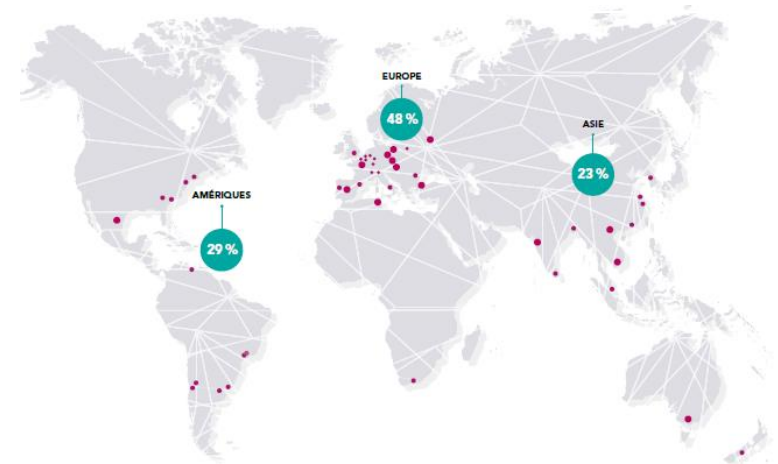 EUROPE
48 %
ASIE
23 %
AMÉRIQUES
29 %